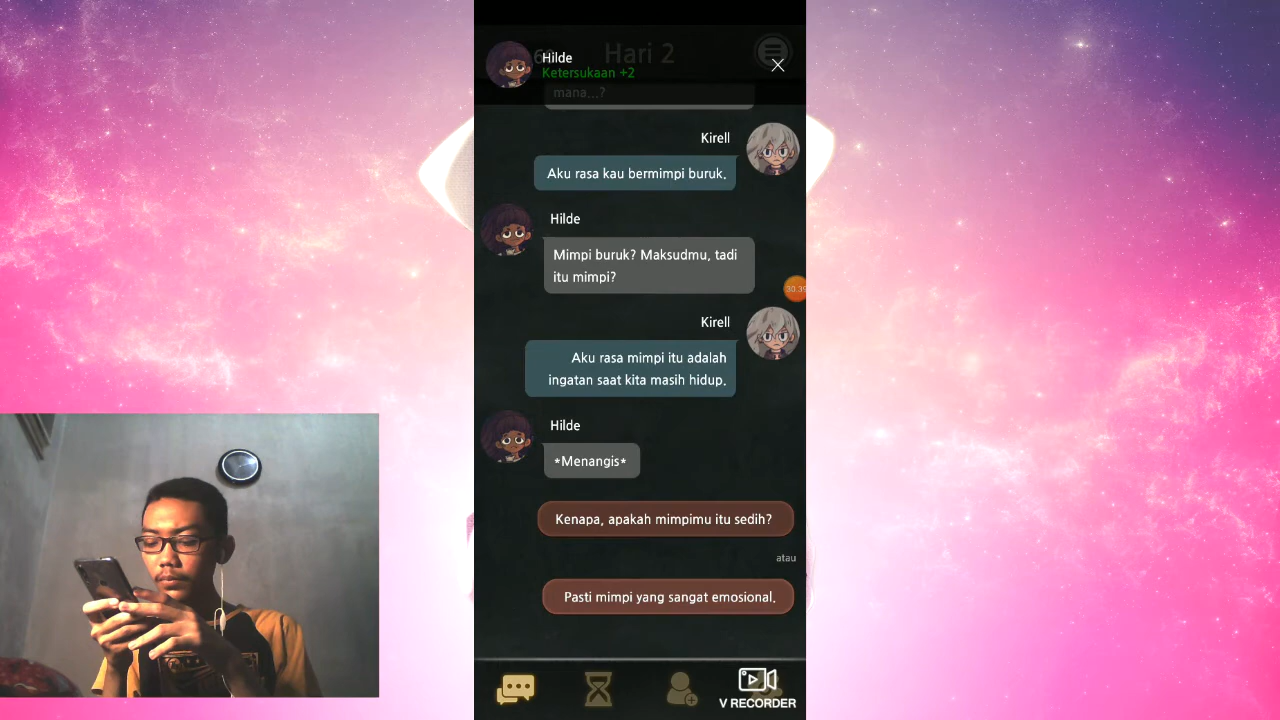 Hari 2
Hilde
Ketersukaan +2
mana...?
Kirell
Aku rasa kau bermimpi buruk.
Hilde
Mimpi buruk? Maksudmu, tadi
itu mimpi?
30:39
Kirell
Aku rasa mimpi itu adalah
ingatan saat kita masih hidup.
Hilde
*Menangis*
Kenapa, apakah mimpimu itu sedih?
atau
Pasti mimpi yang sangat emosional.
V RECORDER